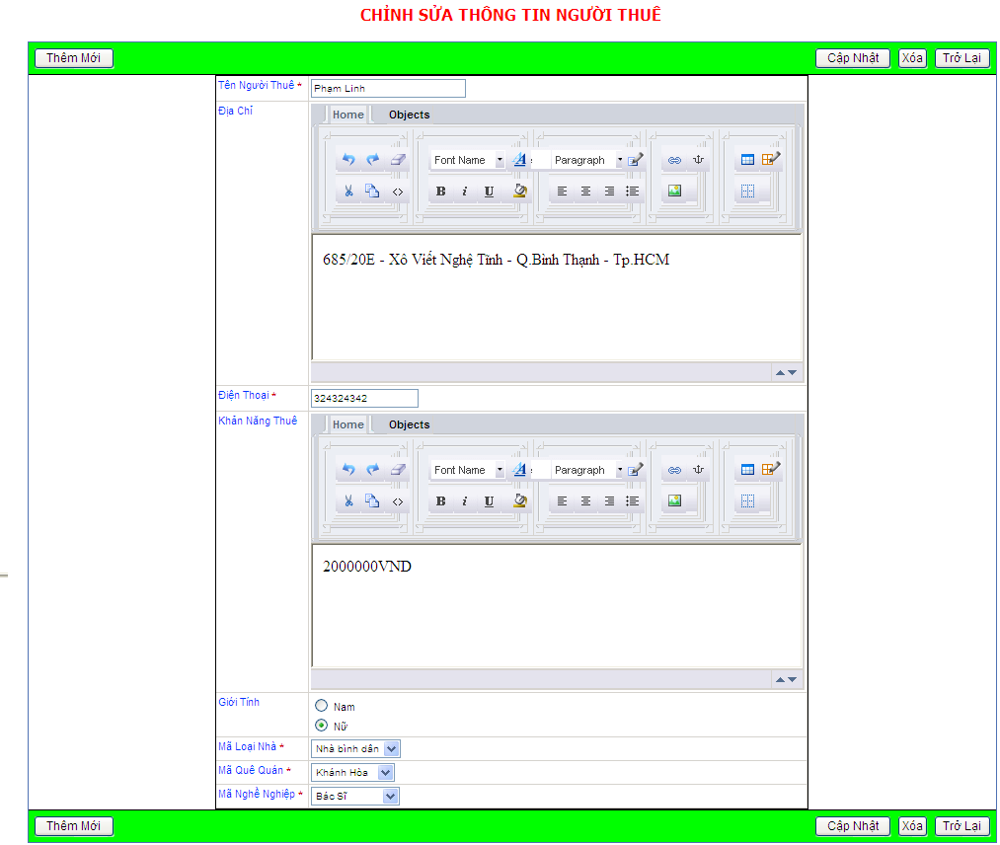 CHỈNH SỬA THÔNG TIN NGƯỜI THUÊ
Thêm Mới Cập Nhật Xóa Trở Lại
Tên Người Thuê * Phạm Linh
Địa Chỉ Home Objects
Font Name Paragraph
B i U
685/20E - Xô Viết Nghệ Tĩnh - Q.Bình Thạnh - Tp.HCM
Điện Thoại * 324324342
Khản Năng Thuê Home Objects
Font Name Paragraph
B i U
2000000VND
Giới Tính Nam
Nữ
Mã Loại Nhà * Nhà bình dân
Mã Quê Quán * Khánh Hòa
Mã Nghề Nghiệp * Bác Sĩ
Thêm Mới Cập Nhật Xóa Trở Lại